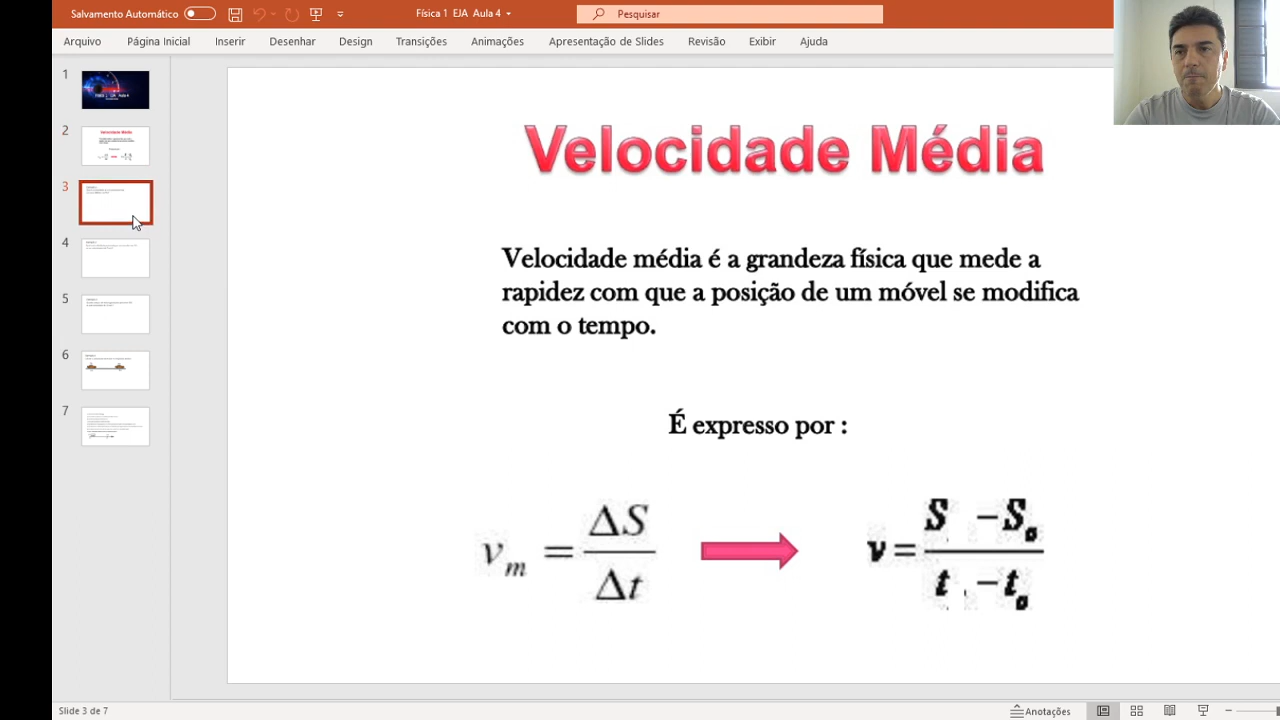 Salvamento Automático
Física 1 EJA Aula 4
Pesquisar
Arquivo Página Inicial Inserir Desenhar Design Transições Animações Apresentação de Slides Revisão Exibir Ajuda
1
2
3
4
5
6
7
Velocidade Média
Velocidade média é a grandeza física que mede a
rapidez com que a posição de um móvel se modifica
com o tempo.
É expresso por :
v_m = ΔS / Δt
v = S - S₀ / t - t₀
Slide 3 de 7
Anotações